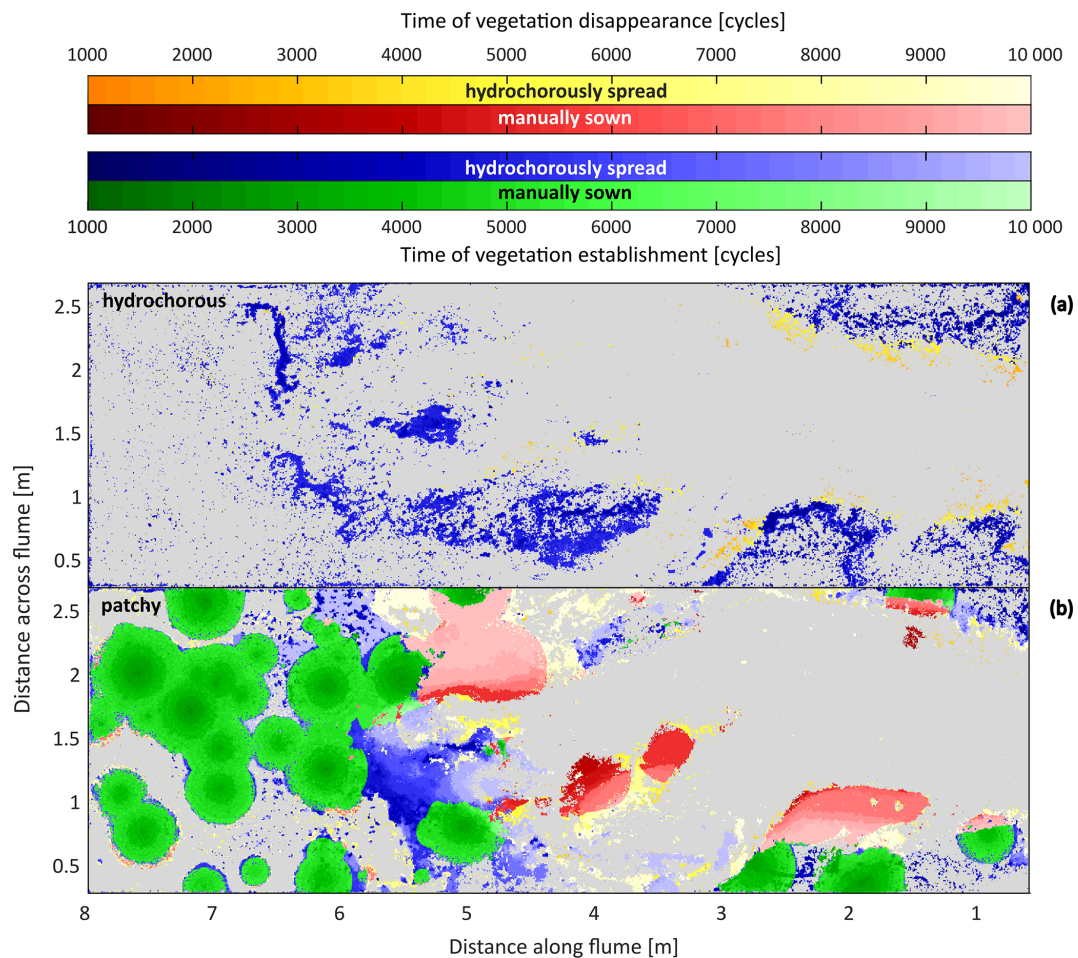 Time of vegetation disappearance [cycles]
1000 2000 3000 4000 5000 6000 7000 8000 9000 10 000
hydrochorously spread
manually sown
hydrochorously spread
manually sown
1000 2000 3000 4000 5000 6000 7000 8000 9000 10 000
Time of vegetation establishment [cycles]
hydrochorous
(a)
2.5
2
1.5
1
0.5
patchy
(b)
2.5
2
1.5
1
0.5
Distance across flume [m]
8 7 6 5 4 3 2 1
Distance along flume [m]